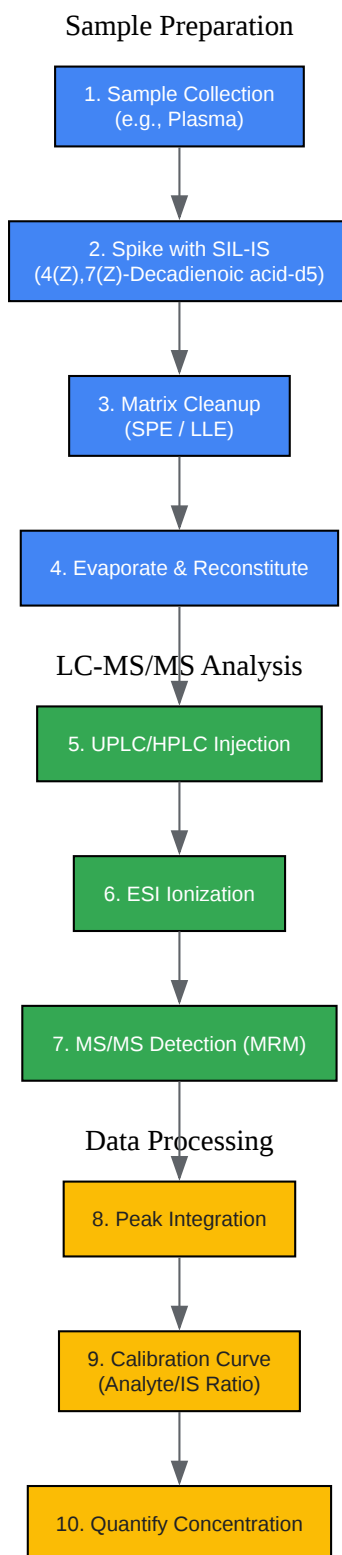 Sample Preparation
1. Sample Collection
(e.g., Plasma)
2. Spike with SIL-IS
(4(Z),7(Z)-Decadienoic acid-d5)
3. Matrix Cleanup
(SPE / LLE)
4. Evaporate & Reconstitute
LC-MS/MS Analysis
5. UPLC/HPLC Injection
6. ESI Ionization
7. MS/MS Detection (MRM)
Data Processing
8. Peak Integration
9. Calibration Curve
(Analyte/IS Ratio)
10. Quantify Concentration